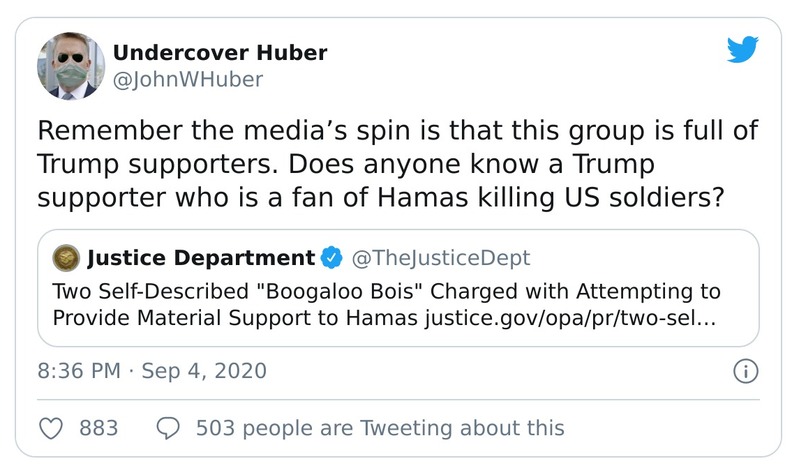 Undercover Huber
@JohnWHuber
Remember the media’s spin is that this group is full of
Trump supporters. Does anyone know a Trump
supporter who is a fan of Hamas killing US soldiers?
Justice Department @TheJusticeDept
Two Self-Described "Boogaloo Bois" Charged with Attempting to
Provide Material Support to Hamas justice.gov/opa/pr/two-sel...
8:36 PM · Sep 4, 2020
883 503 people are Tweeting about this